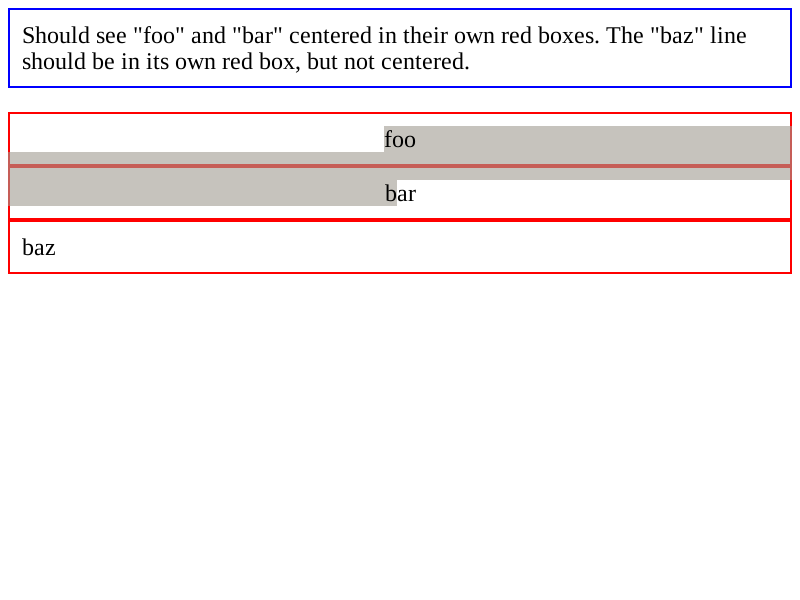 Should see "foo" and "bar" centered in their own red boxes. The "baz" line
should be in its own red box, but not centered.
foo
bar
baz